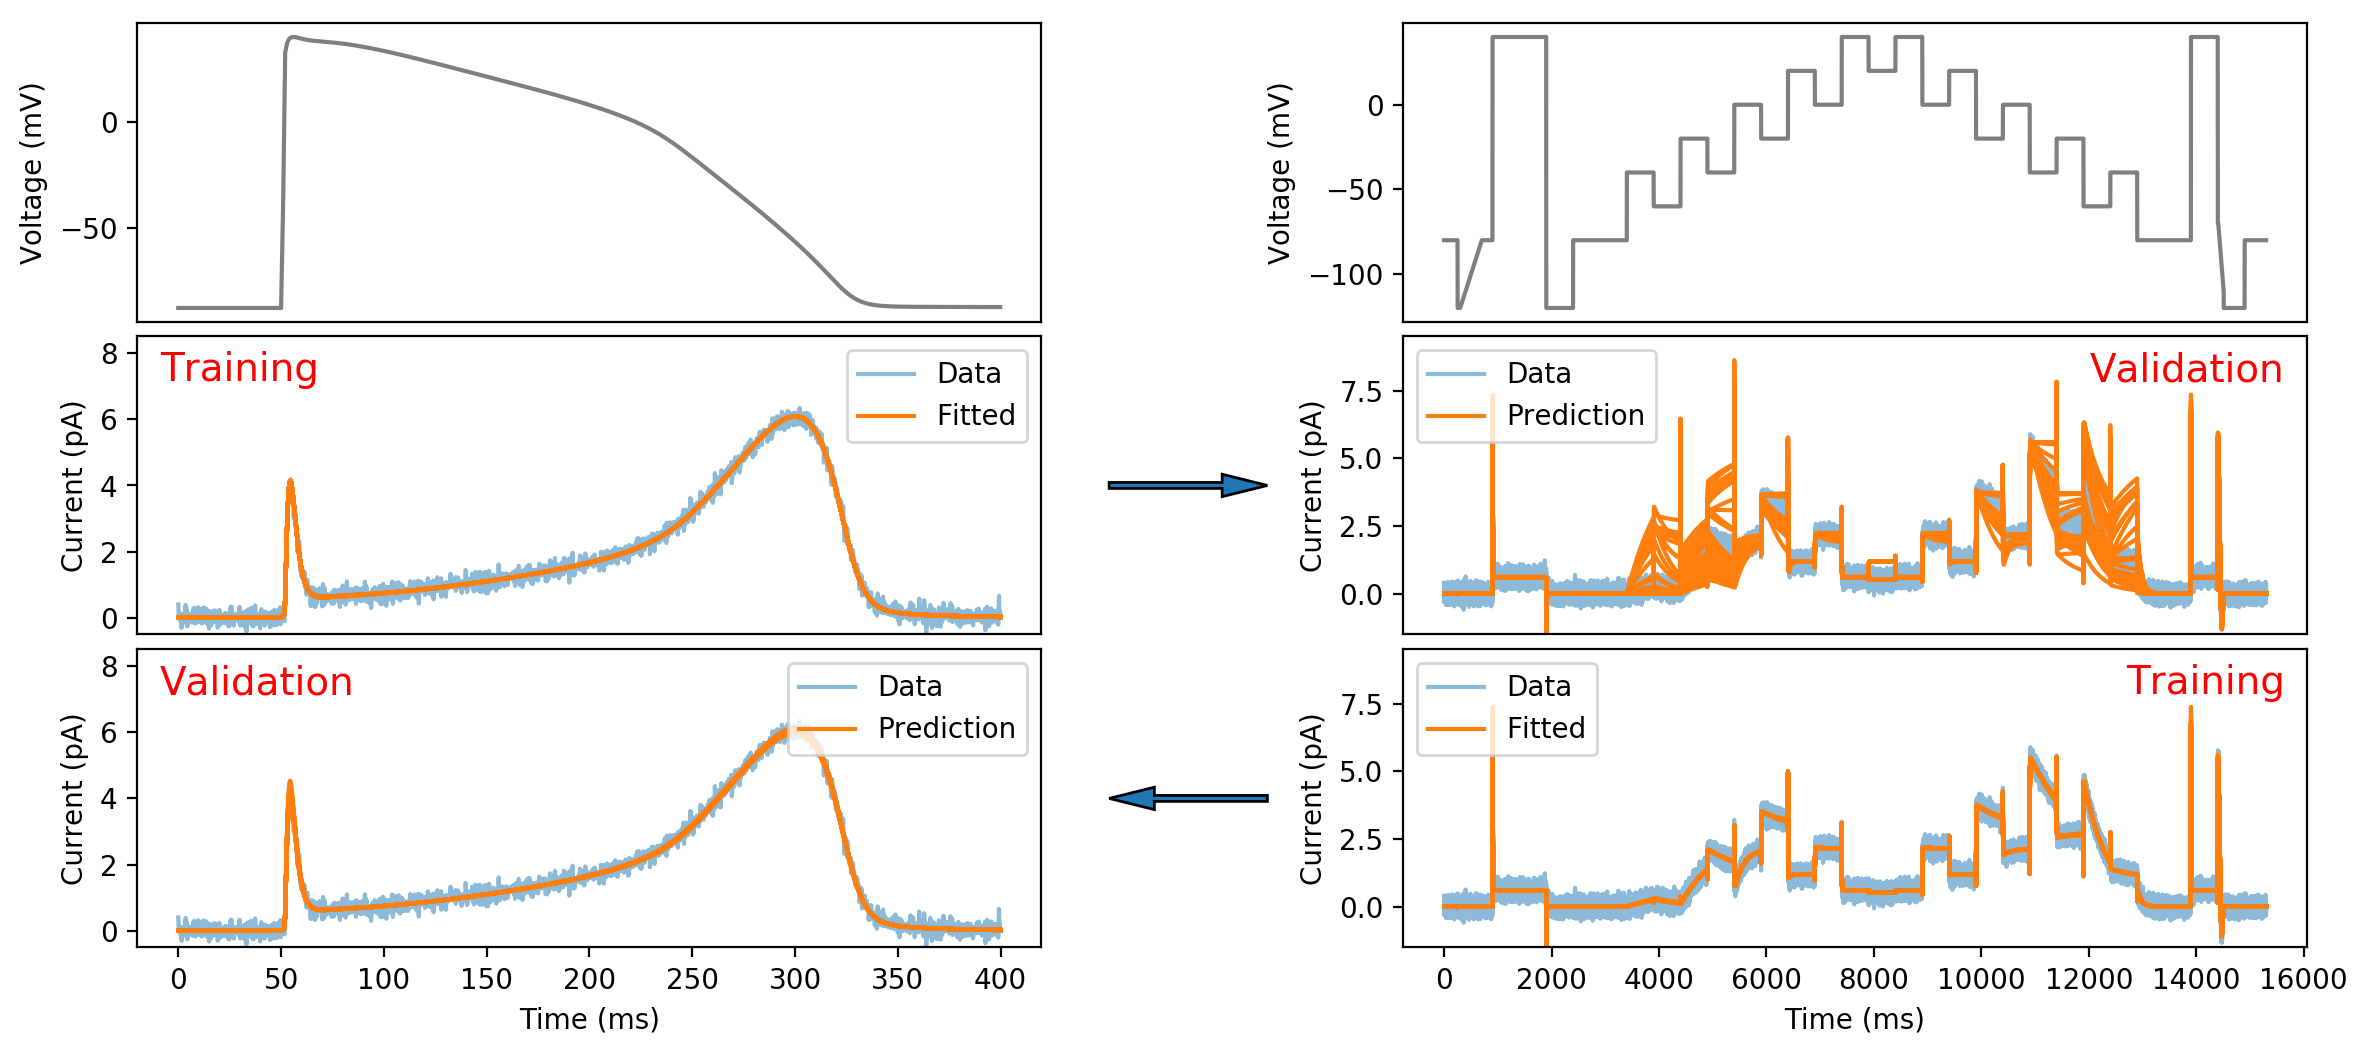 Voltage (mV)
0
−50
Voltage (mV)
0
−50
−100
Training
Current (pA)
8
6
4
2
0
Data
Fitted
Validation
Current (pA)
7.5
5.0
2.5
0.0
Data
Prediction
Validation
Current (pA)
8
6
4
2
0
Data
Prediction
0 50 100 150 200 250 300 350 400
Time (ms)
Training
Current (pA)
7.5
5.0
2.5
0.0
Data
Fitted
0 2000 4000 6000 8000 10000 12000 14000 16000
Time (ms)